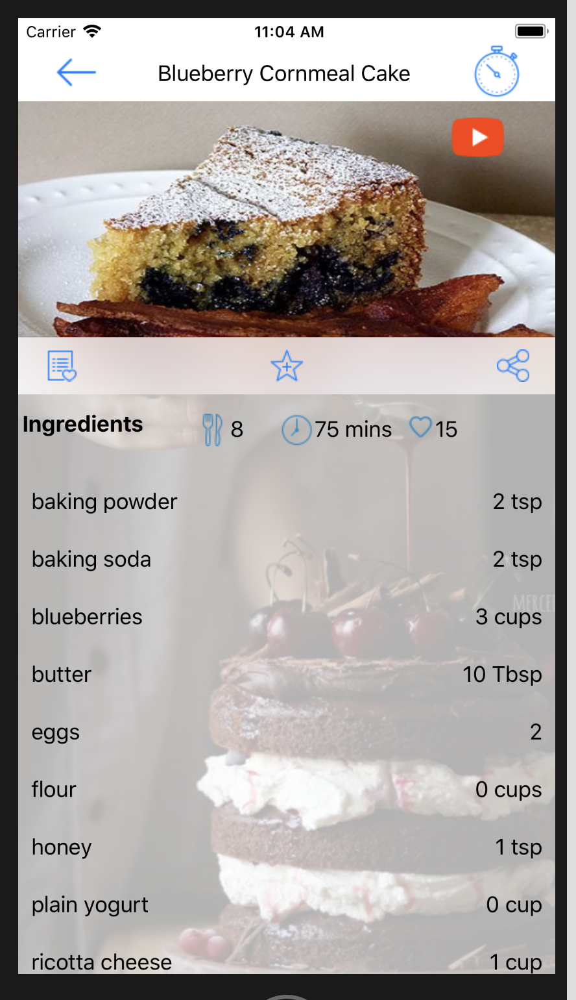 Carrier 11:04 AM
Blueberry Cornmeal Cake
Ingredients 8 75 mins 15
baking powder 2 tsp
baking soda 2 tsp
blueberries 3 cups
butter 10 Tbsp
eggs 2
flour 0 cups
honey 1 tsp
plain yogurt 0 cup
ricotta cheese 1 cup